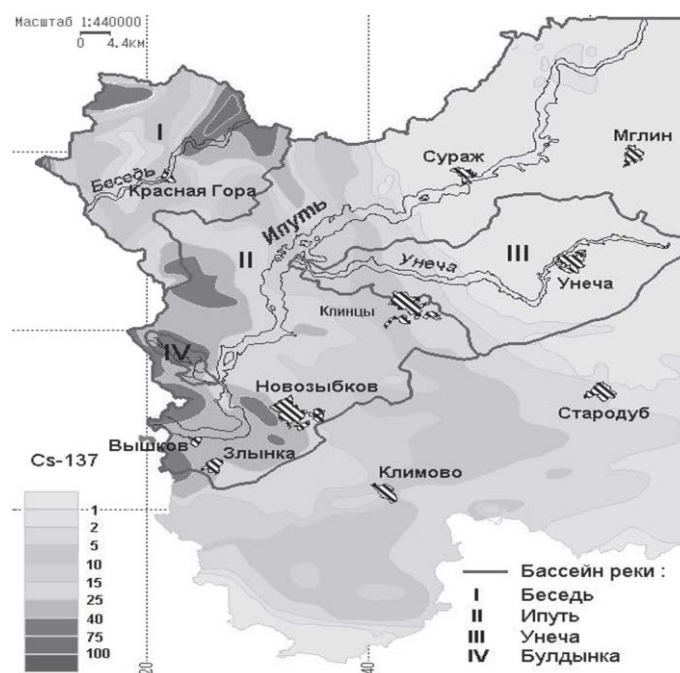 Масштаб 1:440000
0 4.4км
Мглин
I
Сураж
Беседь
Красная Гора
Ипуть
II
III
Унеча
Унеча
Клинцы
IV
Новозыбков
Стародуб
Вышков
Злынка
Cs-137
Климово
1
2
5
10
15
25
40
75
100
Бассейн реки :
I Беседь
II Ипуть
III Унеча
IV Булдынка
20
40